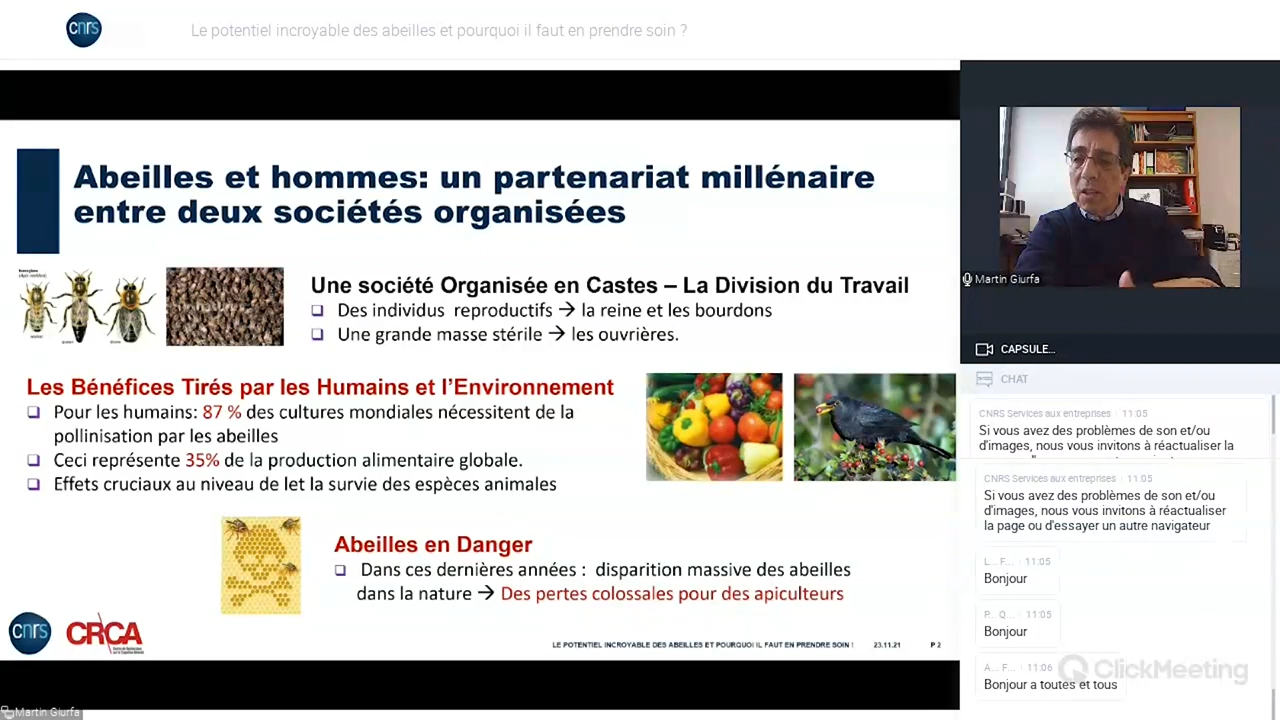 cnrs
Le potentiel incroyable des abeilles et pourquoi il faut en prendre soin ?
Abeilles et hommes: un partenariat millénaire
entre deux sociétés organisées
Une société Organisée en Castes – La Division du Travail
❑ Des individus reproductifs → la reine et les bourdons
❑ Une grande masse stérile → les ouvrières.
Les Bénéfices Tirés par les Humains et l'Environnement
❑ Pour les humains: 87 % des cultures mondiales nécessitent de la
pollinisation par les abeilles
❑ Ceci représente 35% de la production alimentaire globale.
❑ Effets cruciaux au niveau de let la survie des espèces animales
Abeilles en Danger
❑ Dans ces dernières années : disparition massive des abeilles
dans la nature → Des pertes colossales pour des apiculteurs
cnrs
CRCA
LE POTENTIEL INCROYABLE DES ABEILLES ET POURQUOI IL FAUT EN PRENDRE SOIN !
23.11.21
P 2
Martin Giurfa
Martin Giurfa
CAPSULE...
CHAT
CNRS Services aux entreprises 11:05
Si vous avez des problèmes de son et/ou
d'images, nous vous invitons à réactualiser la
CNRS Services aux entreprises 11:05
Si vous avez des problèmes de son et/ou
d'images, nous vous invitons à réactualiser
la page ou d'essayer un autre navigateur
L... F... 11:05
Bonjour
P... Q... 11:05
Bonjour
A... F... 11:06
Bonjour a toutes et tous
ClickMeeting